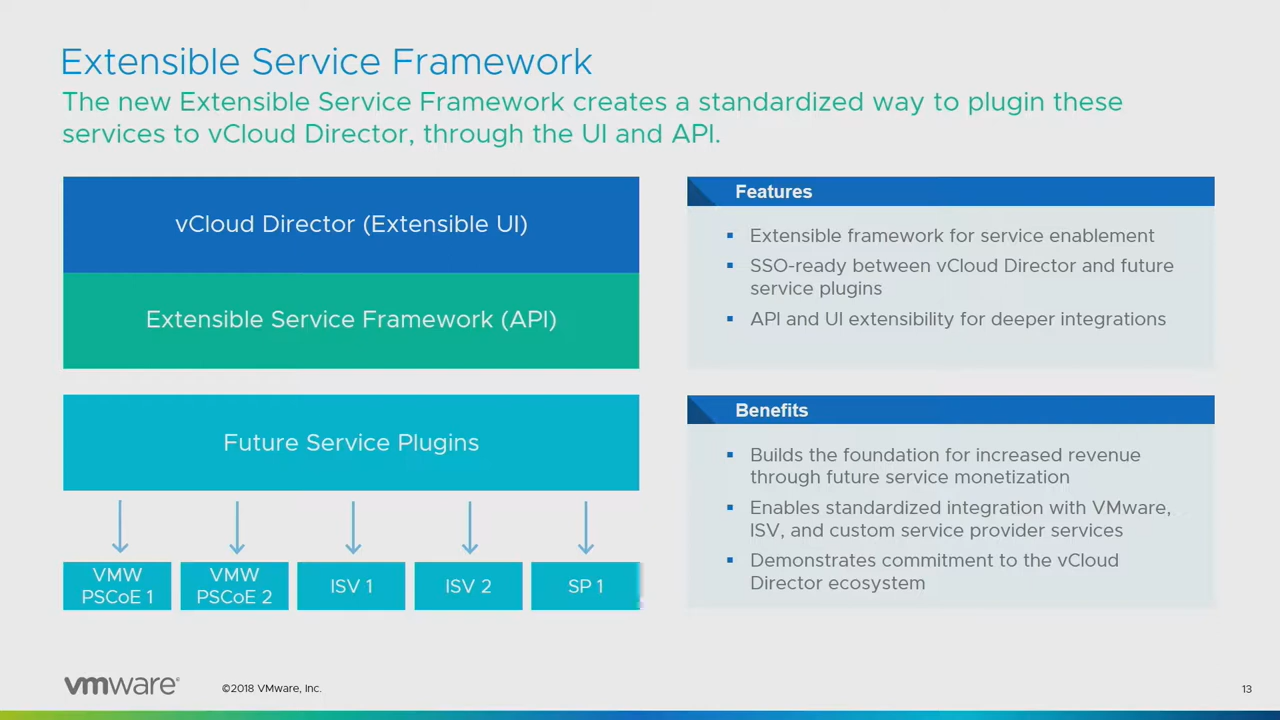 Extensible Service Framework
The new Extensible Service Framework creates a standardized way to plugin these
services to vCloud Director, through the UI and API.
vCloud Director (Extensible UI)
Extensible Service Framework (API)
Future Service Plugins
VMW
PSCoE 1
VMW
PSCoE 2
ISV 1
ISV 2
SP 1
Features
▪ Extensible framework for service enablement
▪ SSO-ready between vCloud Director and future
service plugins
▪ API and UI extensibility for deeper integrations
Benefits
▪ Builds the foundation for increased revenue
through future service monetization
▪ Enables standardized integration with VMware,
ISV, and custom service provider services
▪ Demonstrates commitment to the vCloud
Director ecosystem
vmware®
©2018 VMware, Inc.
13